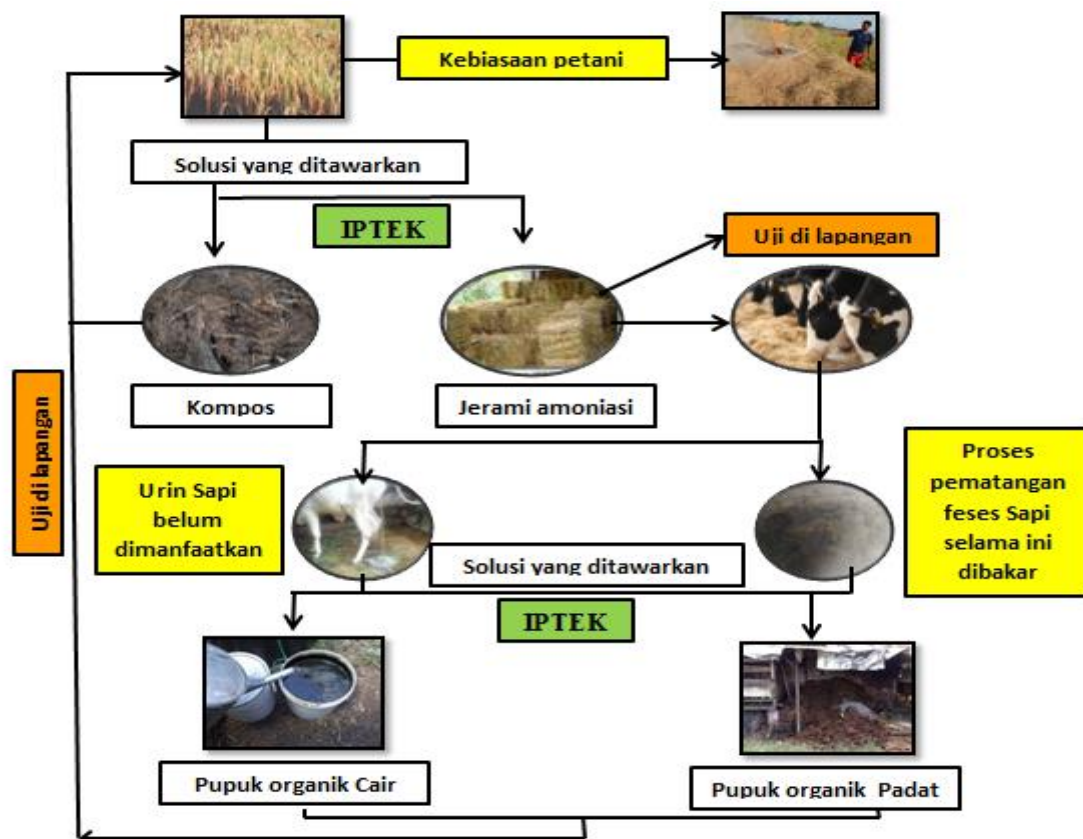 Kebiasaan petani
Solusi yang ditawarkan
IPTEK
Uji di lapangan
Kompos
Jerami amoniasi
Uji di lapangan
Urin Sapi
belum
dimanfaatkan
Proses
pematangan
feses Sapi
selama ini
dibakar
Solusi yang ditawarkan
IPTEK
Pupuk organik Cair
Pupuk organik Padat